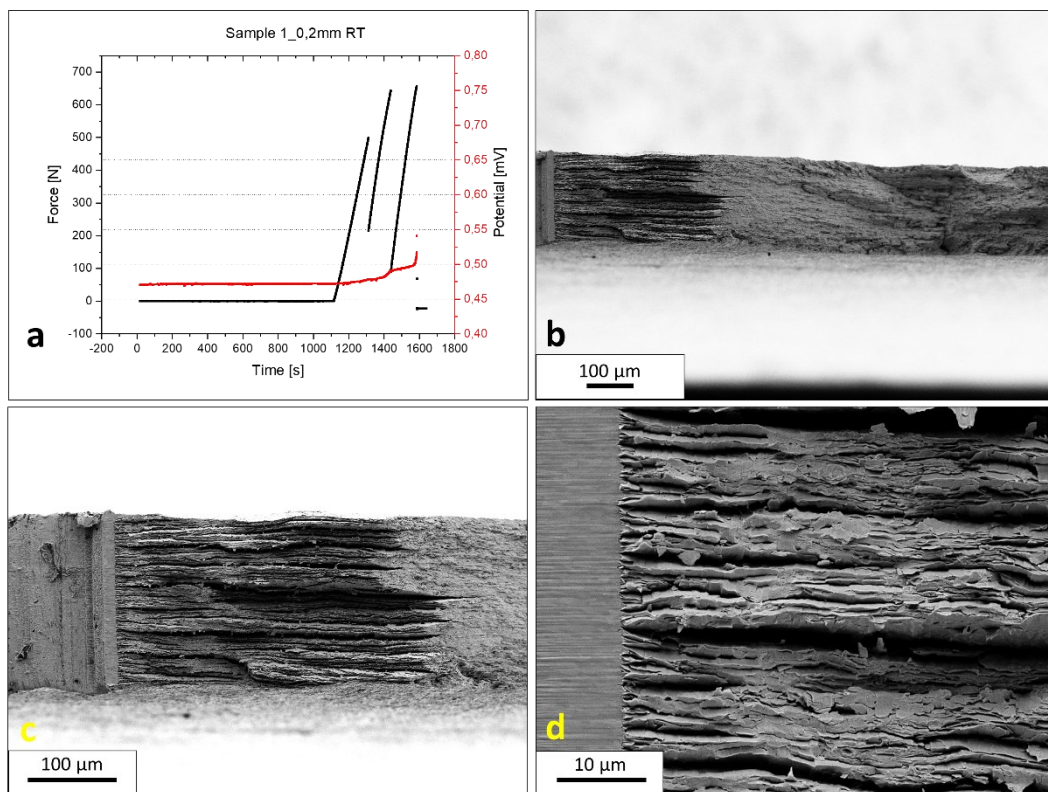 Sample 1_0,2mm RT
Force [N]
700
600
500
400
300
200
100
0
-100
-200 0 200 400 600 800 1000 1200 1400 1600 1800
Time [s]
0,80
0,75
0,70
0,65
0,60
0,55
0,50
0,45
0,40
Potential [mV]
a
b
100 µm
c
100 µm
d
10 µm